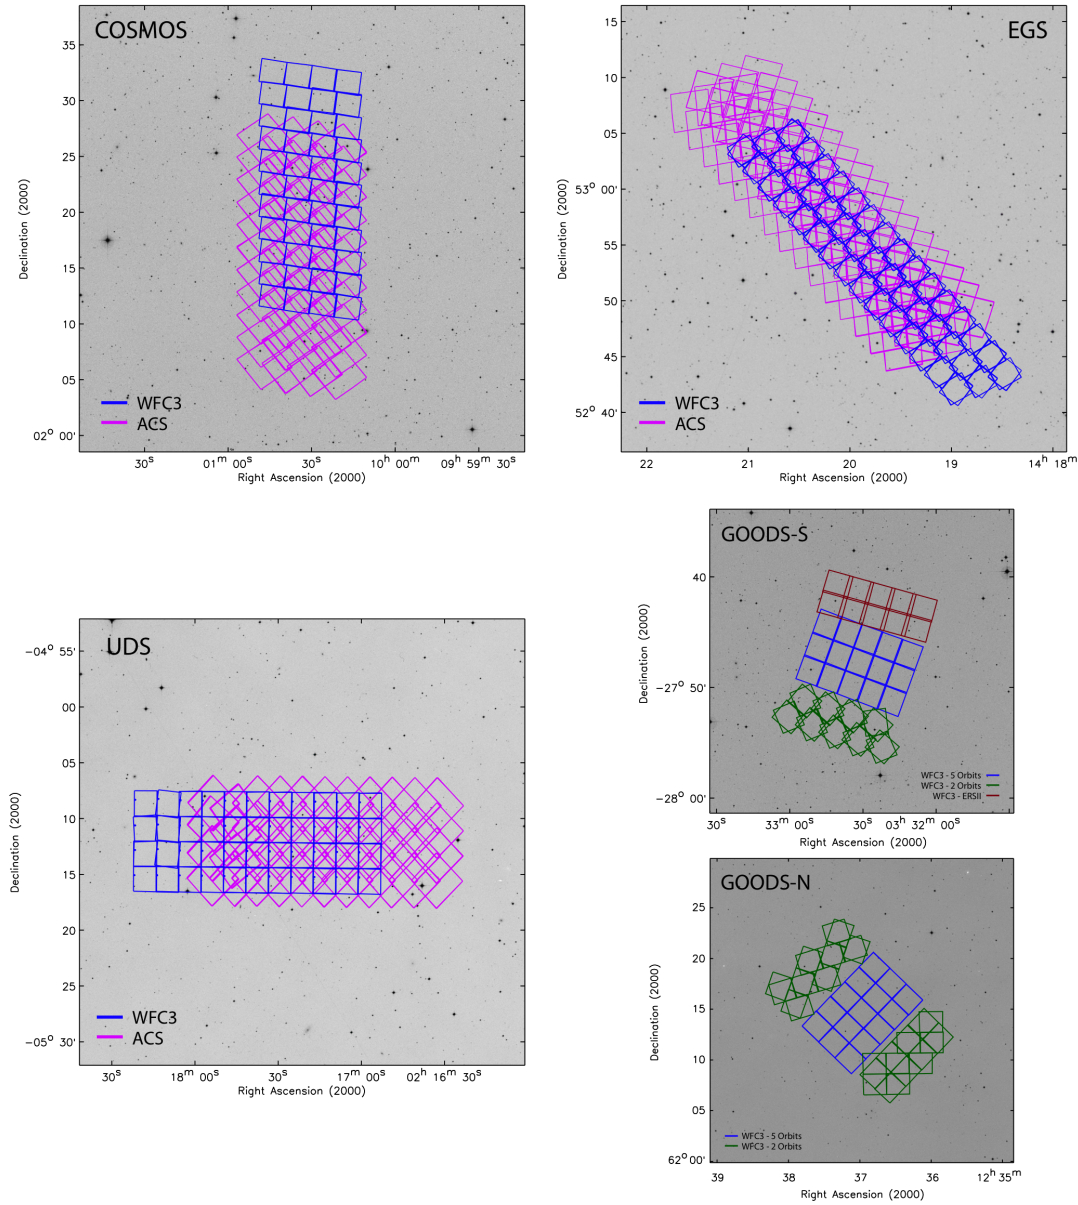 COSMOS
35
30
25
20
15
10
05
02° 00'
Declination (2000)
WFC3
ACS
30s 01m 00s 30s 10h 00m 00s 09h 59m 30s
Right Ascension (2000)
EGS
15
10
05
53° 00'
55
50
45
52° 40'
Declination (2000)
WFC3
ACS
22 21 20 19 14h 18m
Right Ascension (2000)
UDS
−04° 55'
00
05
10
15
20
25
−05° 30'
Declination (2000)
WFC3
ACS
30s 18m 00s 30s 17m 00s 02h 16m 30s
Right Ascension (2000)
GOODS-S
40
−27° 50'
−28° 00'
Declination (2000)
WFC3 - 5 Orbits
WFC3 - 2 Orbits
WFC3 - ERSII
30s 33m 00s 30s 03h 32m 00s
Right Ascension (2000)
GOODS-N
25
20
15
10
05
62° 00'
Declination (2000)
WFC3 - 5 Orbits
WFC3 - 2 Orbits
39 38 37 36 12h 35m
Right Ascension (2000)